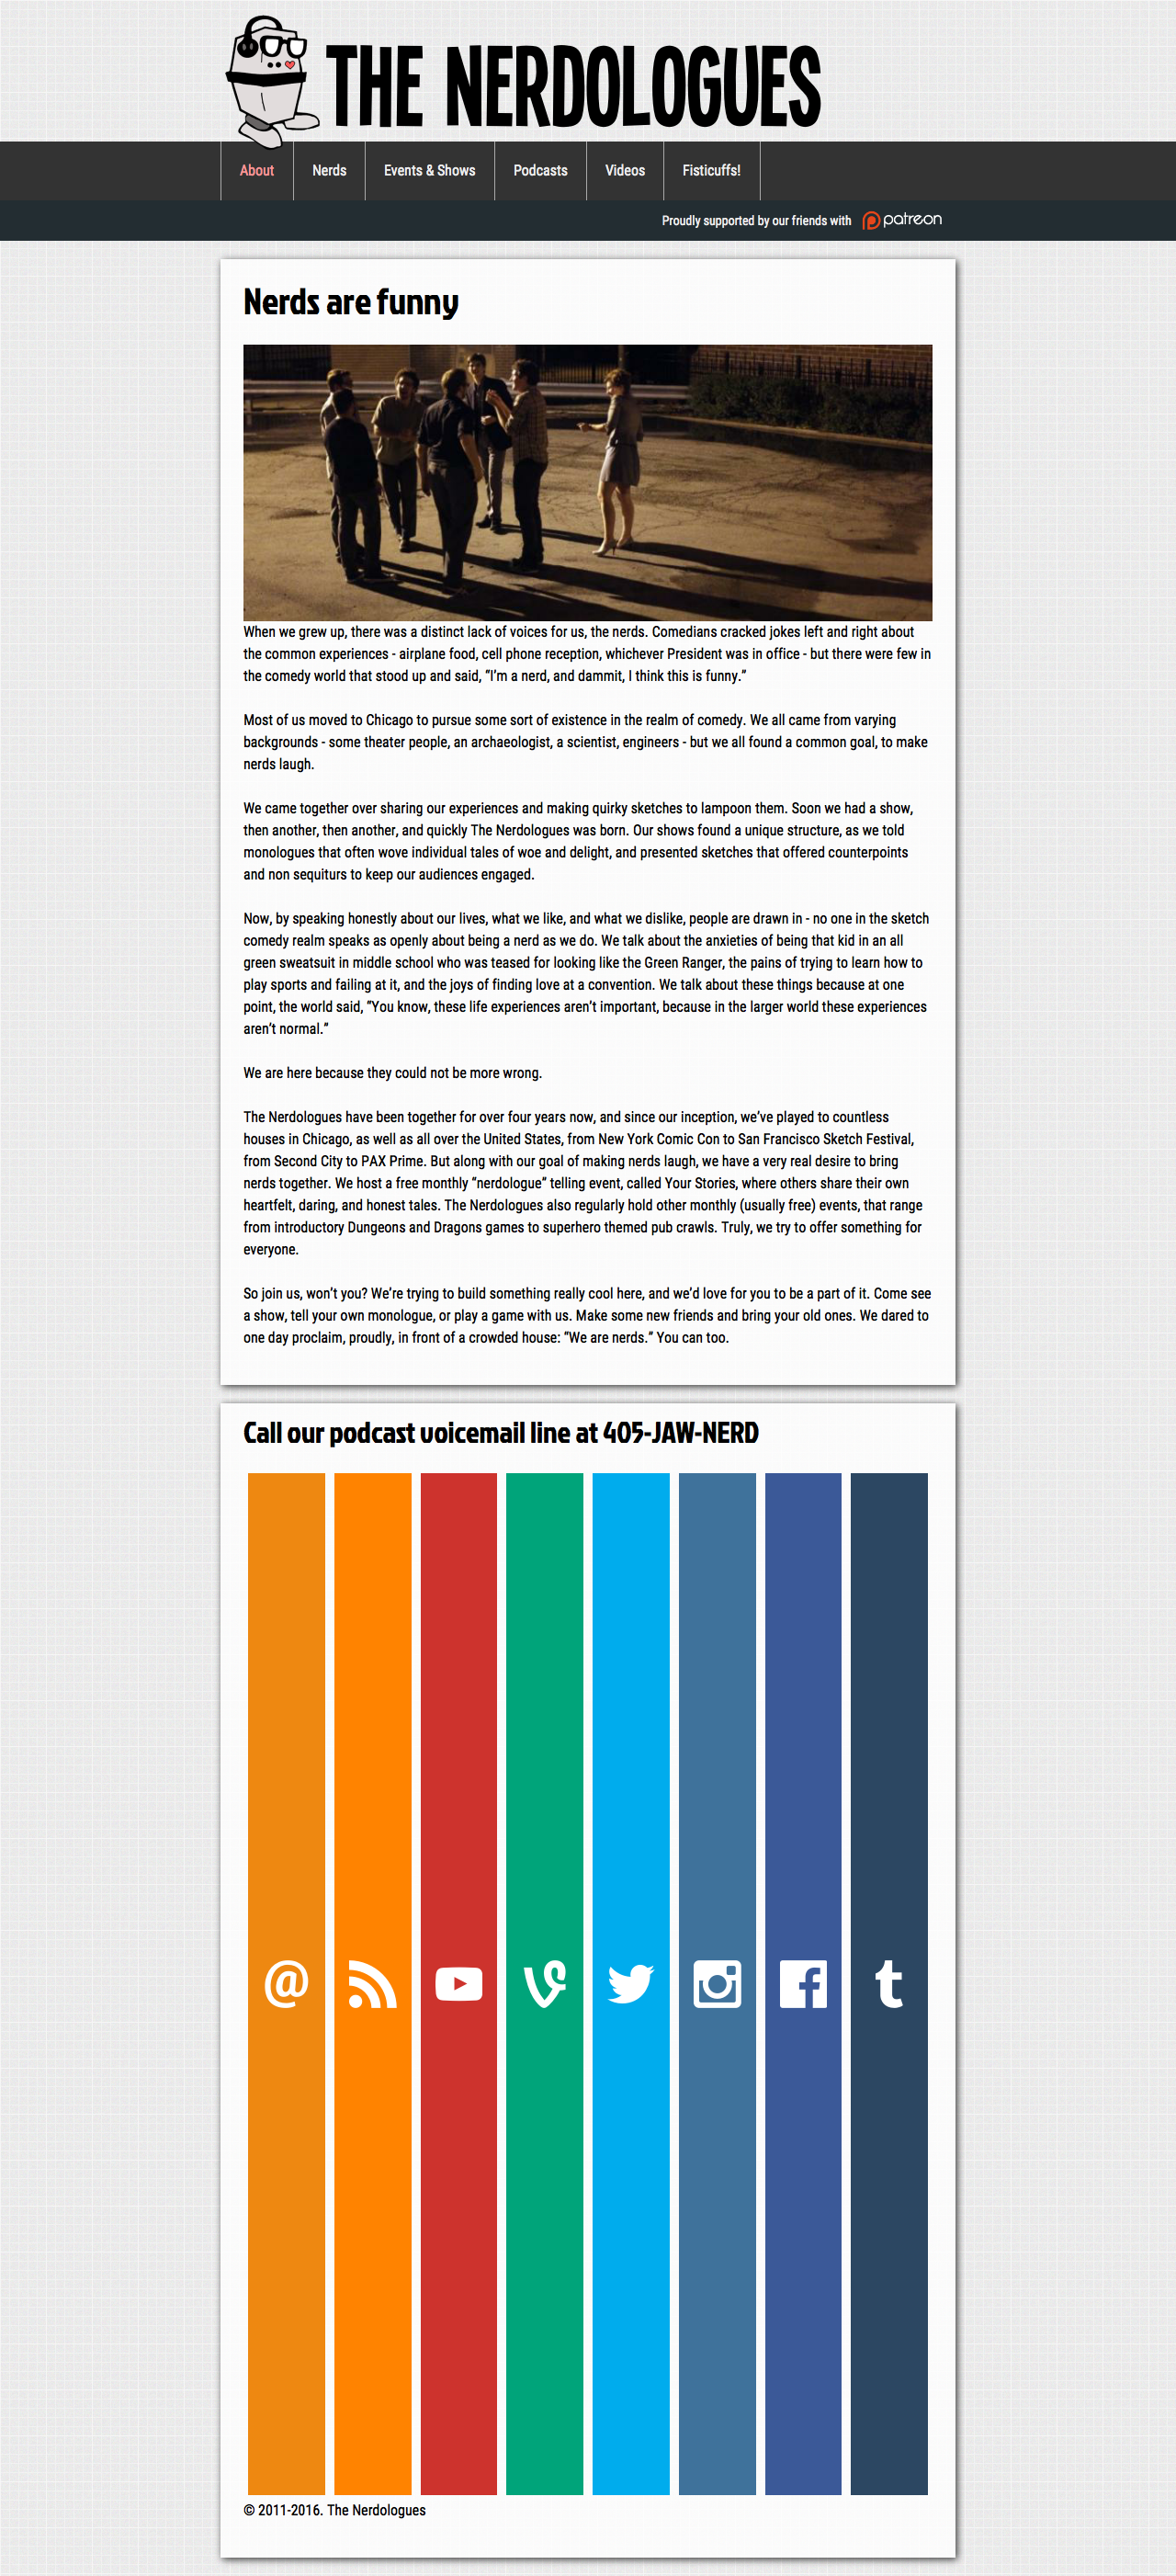 THE NERDOLOGUES
About
Nerds
Events & Shows
Podcasts
Videos
Fisticuffs!
Proudly supported by our friends with patreon
Nerds are funny
When we grew up, there was a distinct lack of voices for us, the nerds. Comedians cracked jokes left and right about
the common experiences - airplane food, cell phone reception, whichever President was in office - but there were few in
the comedy world that stood up and said, “I’m a nerd, and dammit, I think this is funny.”
Most of us moved to Chicago to pursue some sort of existence in the realm of comedy. We all came from varying
backgrounds - some theater people, an archaeologist, a scientist, engineers - but we all found a common goal, to make
nerds laugh.
We came together over sharing our experiences and making quirky sketches to lampoon them. Soon we had a show,
then another, then another, and quickly The Nerdologues was born. Our shows found a unique structure, as we told
monologues that often wove individual tales of woe and delight, and presented sketches that offered counterpoints
and non sequiturs to keep our audiences engaged.
Now, by speaking honestly about our lives, what we like, and what we dislike, people are drawn in - no one in the sketch
comedy realm speaks as openly about being a nerd as we do. We talk about the anxieties of being that kid in an all
green sweatsuit in middle school who was teased for looking like the Green Ranger, the pains of trying to learn how to
play sports and failing at it, and the joys of finding love at a convention. We talk about these things because at one
point, the world said, “You know, these life experiences aren’t important, because in the larger world these experiences
aren’t normal.”
We are here because they could not be more wrong.
The Nerdologues have been together for over four years now, and since our inception, we’ve played to countless
houses in Chicago, as well as all over the United States, from New York Comic Con to San Francisco Sketch Festival,
from Second City to PAX Prime. But along with our goal of making nerds laugh, we have a very real desire to bring
nerds together. We host a free monthly “nerdologue” telling event, called Your Stories, where others share their own
heartfelt, daring, and honest tales. The Nerdologues also regularly hold other monthly (usually free) events, that range
from introductory Dungeons and Dragons games to superhero themed pub crawls. Truly, we try to offer something for
everyone.
So join us, won’t you? We’re trying to build something really cool here, and we’d love for you to be a part of it. Come see
a show, tell your own monologue, or play a game with us. Make some new friends and bring your old ones. We dared to
one day proclaim, proudly, in front of a crowded house: “We are nerds.” You can too.
Call our podcast voicemail line at 405-JAW-NERD
© 2011-2016. The Nerdologues